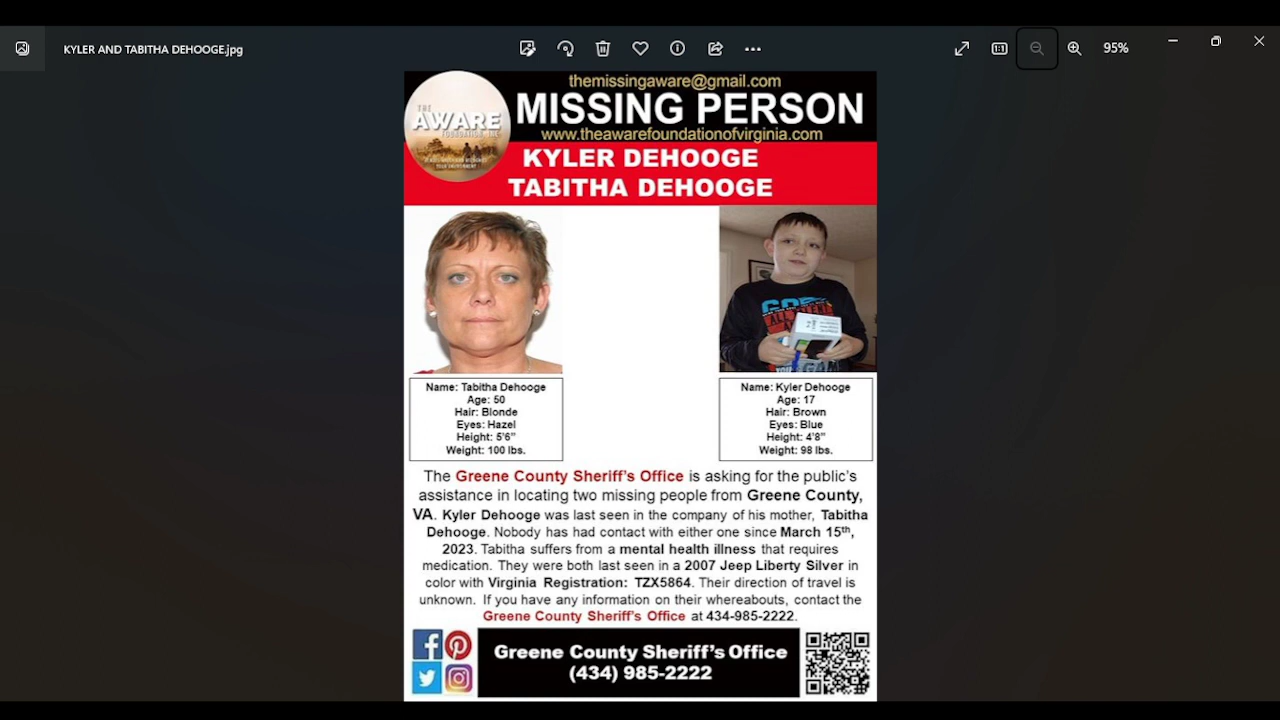 KYLER AND TABITHA DEHOOGE.jpg
95%
themissingaware@gmail.com
MISSING PERSON
www.theawarefoundationofvirginia.com
THE
AWARE
FOUNDATION, INC.
KYLER DEHOOGE
TABITHA DEHOOGE
Name: Tabitha Dehooge
Age: 50
Hair: Blonde
Eyes: Hazel
Height: 5'6"
Weight: 100 lbs.
Name: Kyler Dehooge
Age: 17
Hair: Brown
Eyes: Blue
Height: 4'8"
Weight: 98 lbs.
The Greene County Sheriff's Office is asking for the public's
assistance in locating two missing people from Greene County,
VA. Kyler Dehooge was last seen in the company of his mother, Tabitha
Dehooge. Nobody has had contact with either one since March 15th,
2023. Tabitha suffers from a mental health illness that requires
medication. They were both last seen in a 2007 Jeep Liberty Silver in
color with Virginia Registration: TZX5864. Their direction of travel is
unknown. If you have any information on their whereabouts, contact the
Greene County Sheriff's Office at 434-985-2222.
Greene County Sheriff's Office
(434) 985-2222